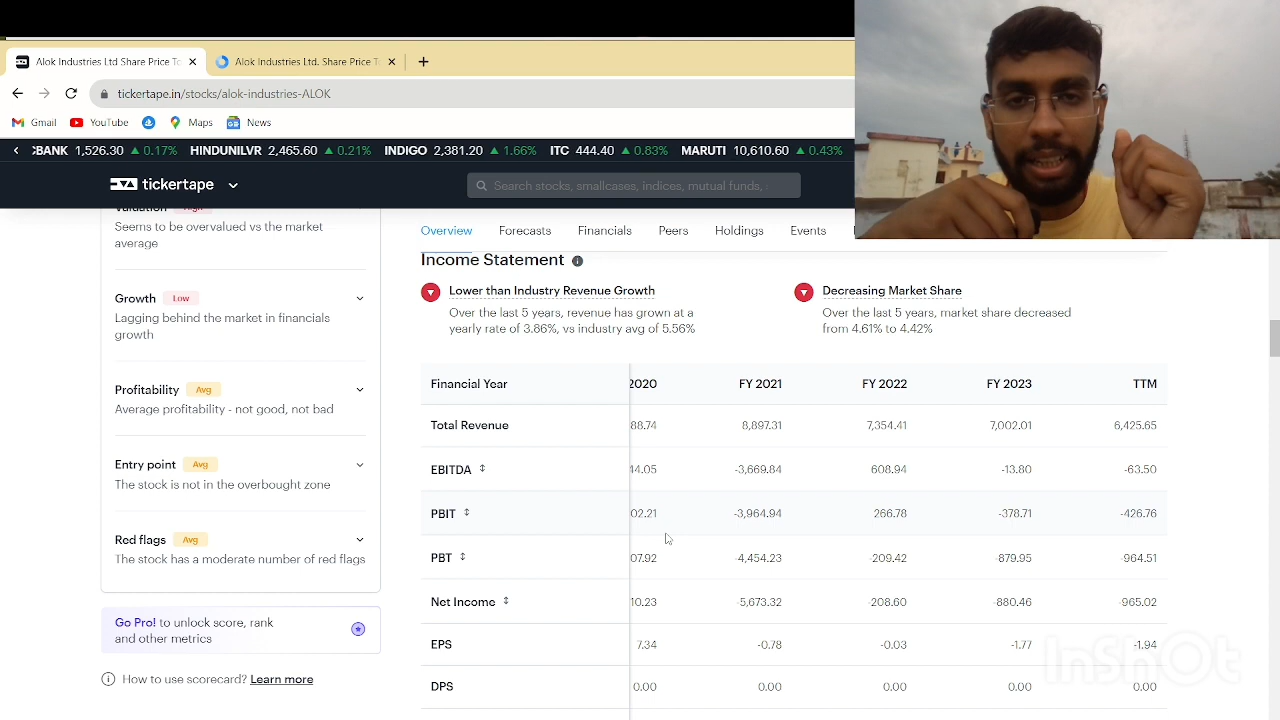 Alok Industries Ltd Share Price To
Alok Industries Ltd. Share Price T
tickertape.in/stocks/alok-industries-ALOK
Gmail YouTube Maps News
BANK 1,526.30 ▲ 0.17% HINDUNILVR 2,465.60 ▲ 0.21% INDIGO 2,381.20 ▲ 1.66% ITC 444.40 ▲ 0.83% MARUTI 10,610.60 ▲ 0.43%
tickertape
Search stocks, smallcases, indices, mutual funds,
Valuation High
Seems to be overvalued vs the market
average
Growth Low
Lagging behind the market in financials
growth
Profitability Avg
Average profitability - not good, not bad
Entry point Avg
The stock is not in the overbought zone
Red flags Avg
The stock has a moderate number of red flags
Go Pro! to unlock score, rank
and other metrics
How to use scorecard? Learn more
Overview Forecasts Financials Peers Holdings Events
Income Statement
Lower than Industry Revenue Growth
Over the last 5 years, revenue has grown at a
yearly rate of 3.86%, vs industry avg of 5.56%
Decreasing Market Share
Over the last 5 years, market share decreased
from 4.61% to 4.42%
Financial Year 2020 FY 2021 FY 2022 FY 2023 TTM
Total Revenue 88.74 8,897.31 7,354.41 7,002.01 6,425.65
EBITDA 44.05 -3,669.84 608.94 -13.80 -63.50
PBIT 02.21 -3,964.94 266.78 -378.71 -426.76
PBT 07.92 -4,454.23 -209.42 -879.95 -964.51
Net Income 10.23 -5,673.32 -208.60 -880.46 -965.02
EPS 7.34 -0.78 -0.03 -1.77 -1.94
DPS 0.00 0.00 0.00 0.00 0.00
InShOt